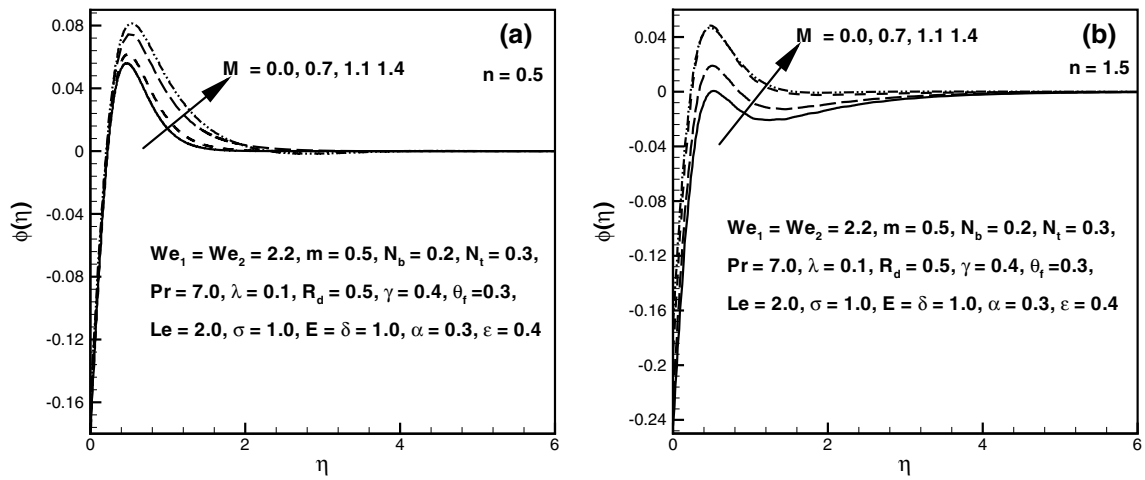 (a)
M = 0.0, 0.7, 1.1 1.4
n = 0.5
0.08
0.04
0
-0.04
-0.08
-0.12
-0.16
ϕ(η)
We₁ = We₂ = 2.2, m = 0.5, N_b = 0.2, N_t = 0.3,
Pr = 7.0, λ = 0.1, R_d = 0.5, γ = 0.4, θ_f =0.3,
Le = 2.0, σ = 1.0, E = δ = 1.0, α = 0.3, ε = 0.4
0 2 4 6
η
(b)
M = 0.0, 0.7, 1.1 1.4
n = 1.5
0.04
0
-0.04
-0.08
-0.12
-0.16
-0.2
-0.24
ϕ(η)
We₁ = We₂ = 2.2, m = 0.5, N_b = 0.2, N_t = 0.3,
Pr = 7.0, λ = 0.1, R_d = 0.5, γ = 0.4, θ_f =0.3,
Le = 2.0, σ = 1.0, E = δ = 1.0, α = 0.3, ε = 0.4
0 2 4 6
η